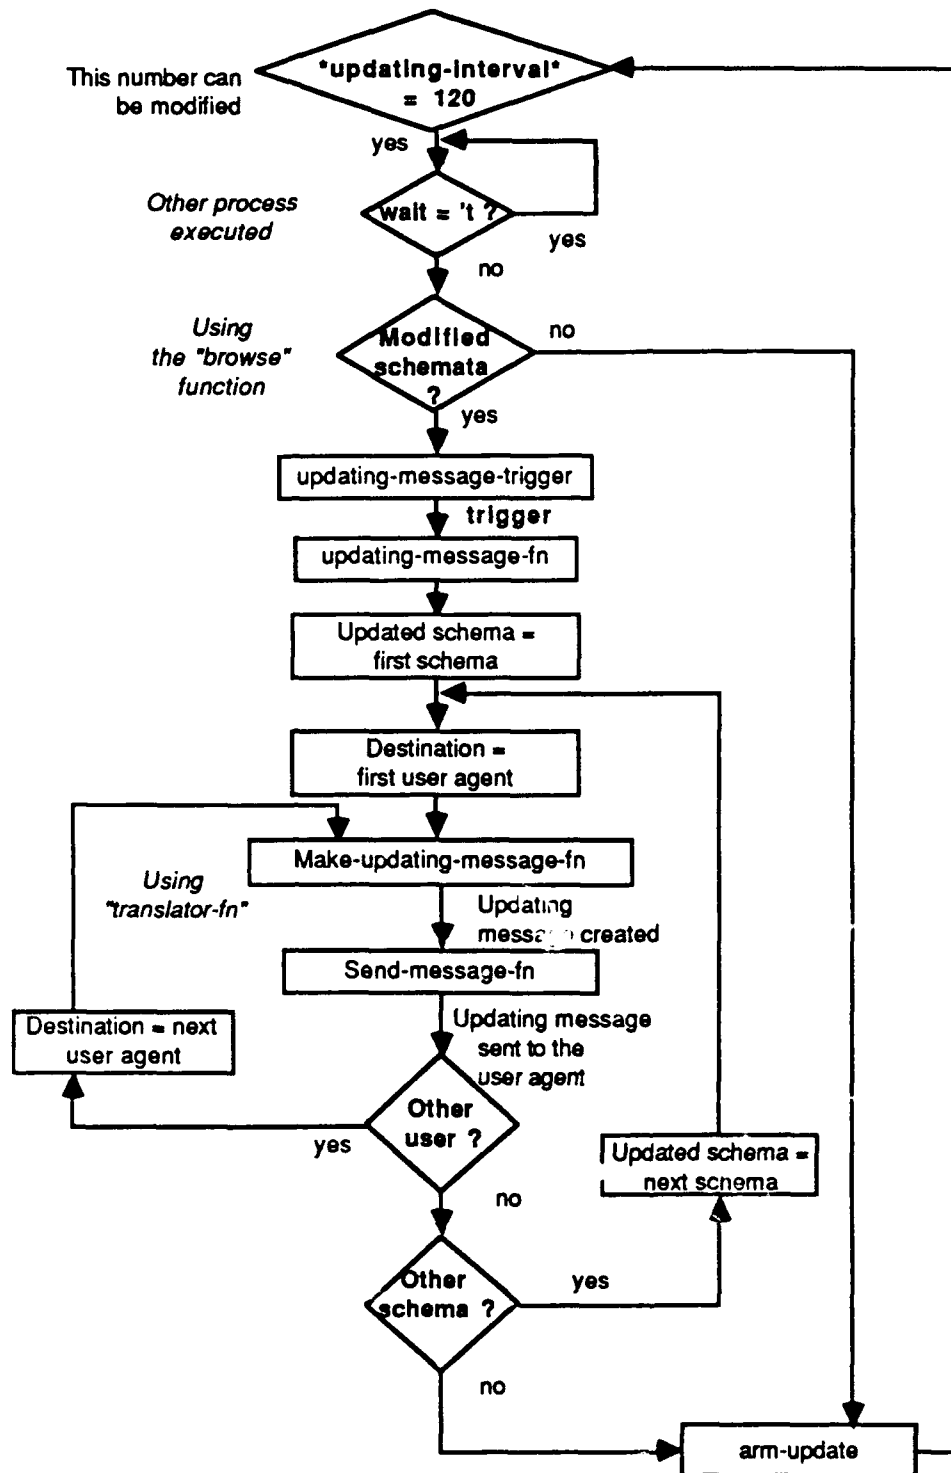 *updating-interval*
= 120
This number can
be modified
yes
Other process
executed
wait = 't ?
yes
no
Using
the "browse"
function
Modified
schemata
?
no
yes
updating-message-trigger
trigger
updating-message-fn
Updated schema =
first schema
Destination =
first user agent
Make-updating-message-fn
Using
"translator-fn"
Updating
message created
Send-message-fn
Destination = next
user agent
Updating message
sent to the
user agent
Other
user ?
yes
Updated schema =
next schema
no
Other
schema ?
yes
no
arm-update